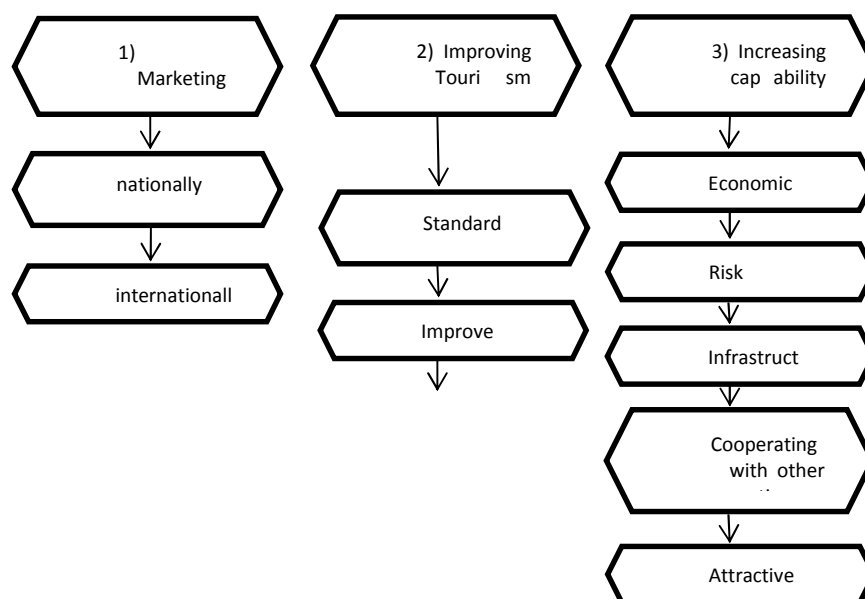 1)
Marketing
nationally
internationall
2) Improving
Touri sm
Standard
Improve
3) Increasing
cap ability
Economic
Risk
Infrastruct
Cooperating
with other
Attractive